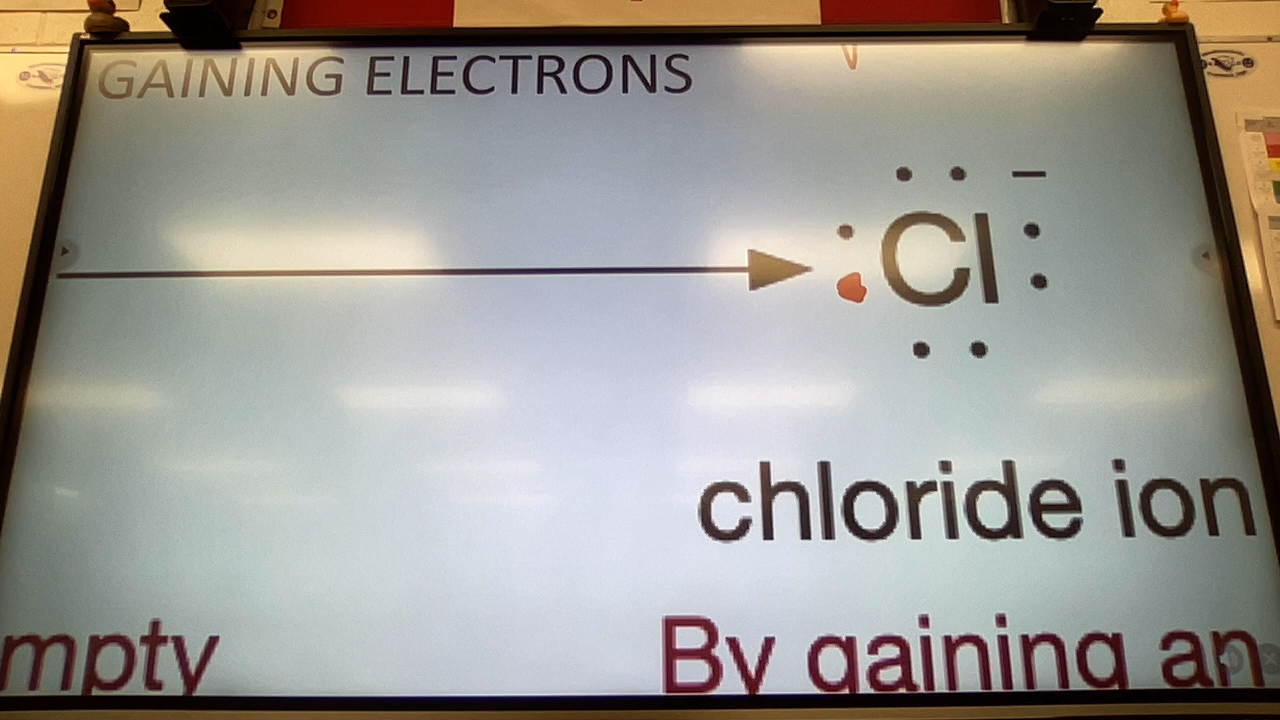 GAINING ELECTRONS
Cl –
chloride ion
mpty
By gaining an